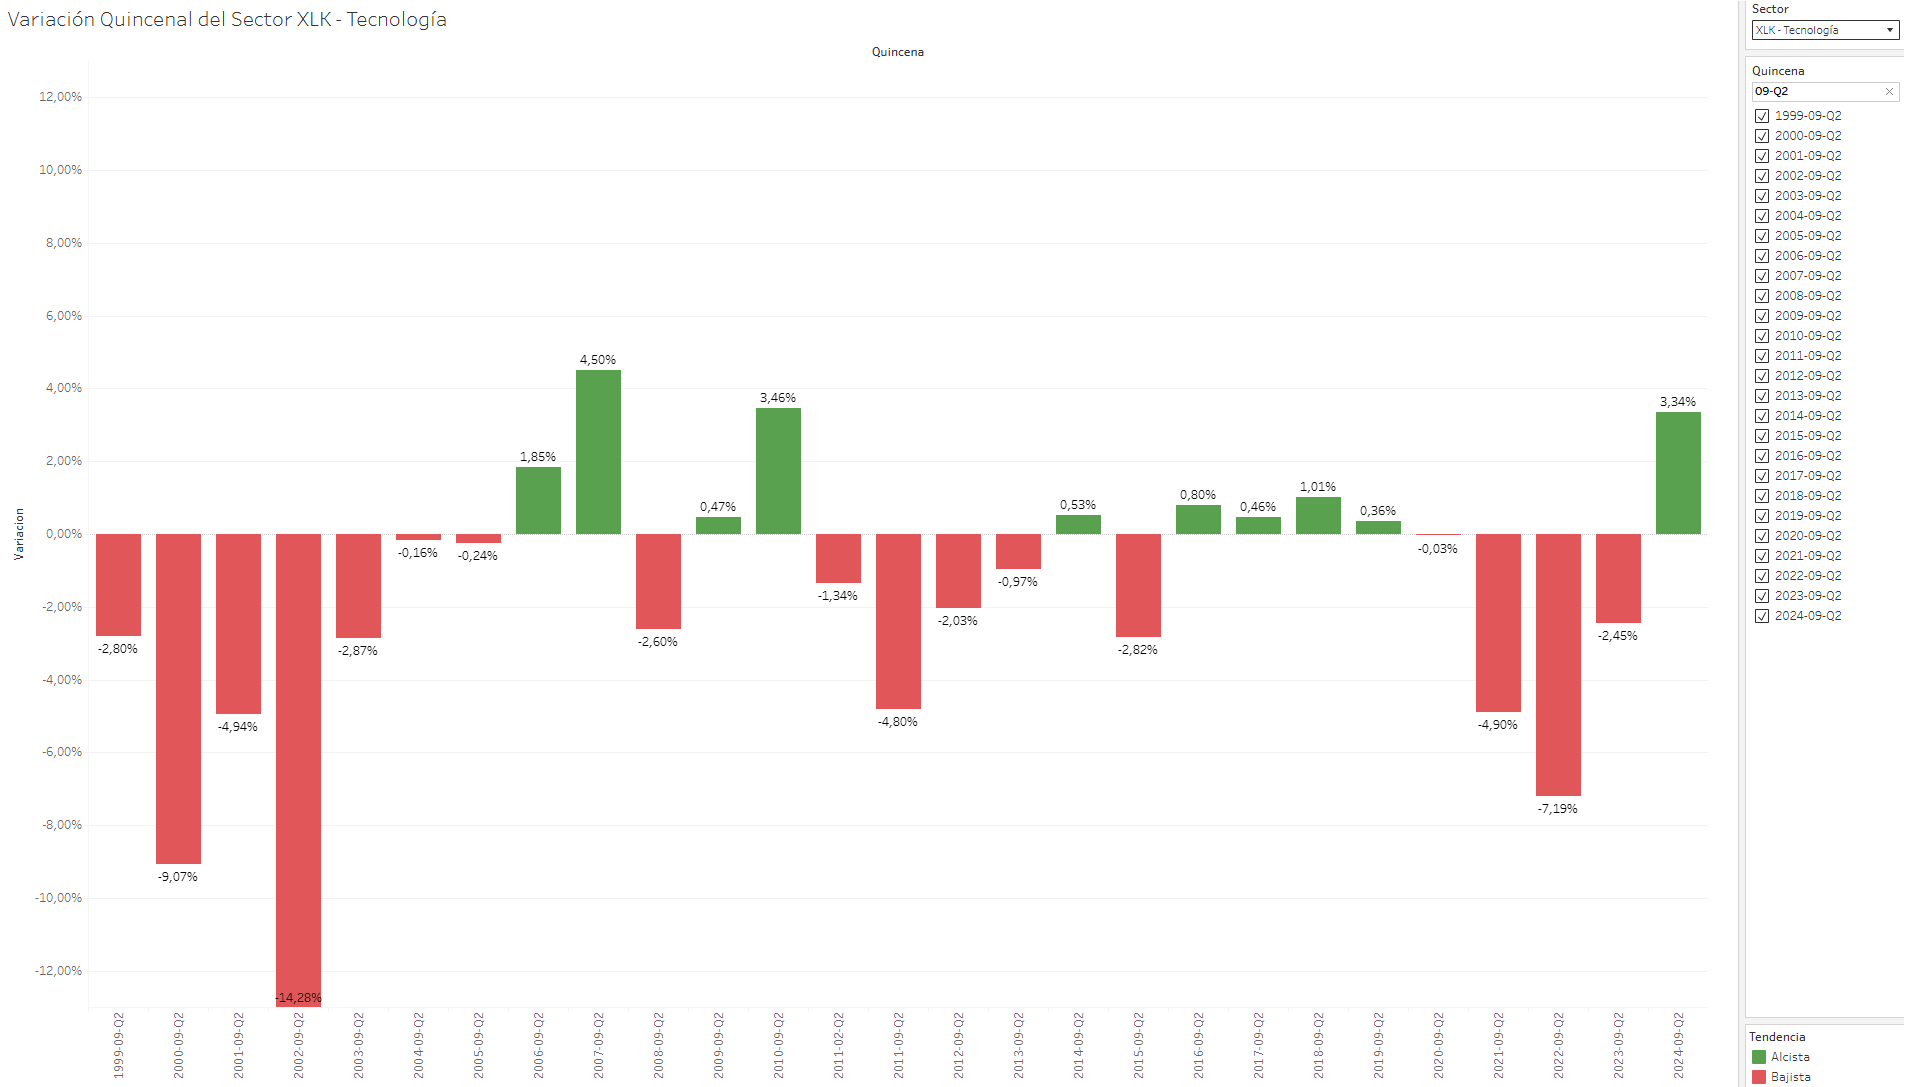 Variación Quincenal del Sector XLK - Tecnología
Quincena
Variacion
12,00%
10,00%
8,00%
6,00%
4,00%
2,00%
0,00%
-2,00%
-4,00%
-6,00%
-8,00%
-10,00%
-12,00%
-2,80%
-9,07%
-4,94%
-14,28%
-2,87%
-0,16%
-0,24%
1,85%
4,50%
-2,60%
0,47%
3,46%
-1,34%
-4,80%
-2,03%
-0,97%
0,53%
-2,82%
0,80%
0,46%
1,01%
0,36%
-0,03%
-4,90%
-7,19%
-2,45%
3,34%
1999-09-Q2
2000-09-Q2
2001-09-Q2
2002-09-Q2
2003-09-Q2
2004-09-Q2
2005-09-Q2
2006-09-Q2
2007-09-Q2
2008-09-Q2
2009-09-Q2
2010-09-Q2
2011-02-Q2
2011-09-Q2
2012-09-Q2
2013-09-Q2
2014-09-Q2
2015-09-Q2
2016-09-Q2
2017-09-Q2
2018-09-Q2
2019-09-Q2
2020-09-Q2
2021-09-Q2
2022-09-Q2
2023-09-Q2
2024-09-Q2
Sector
XLK - Tecnología
Quincena
09-Q2
1999-09-Q2
2000-09-Q2
2001-09-Q2
2002-09-Q2
2003-09-Q2
2004-09-Q2
2005-09-Q2
2006-09-Q2
2007-09-Q2
2008-09-Q2
2009-09-Q2
2010-09-Q2
2011-09-Q2
2012-09-Q2
2013-09-Q2
2014-09-Q2
2015-09-Q2
2016-09-Q2
2017-09-Q2
2018-09-Q2
2019-09-Q2
2020-09-Q2
2021-09-Q2
2022-09-Q2
2023-09-Q2
2024-09-Q2
Tendencia
Alcista
Bajista